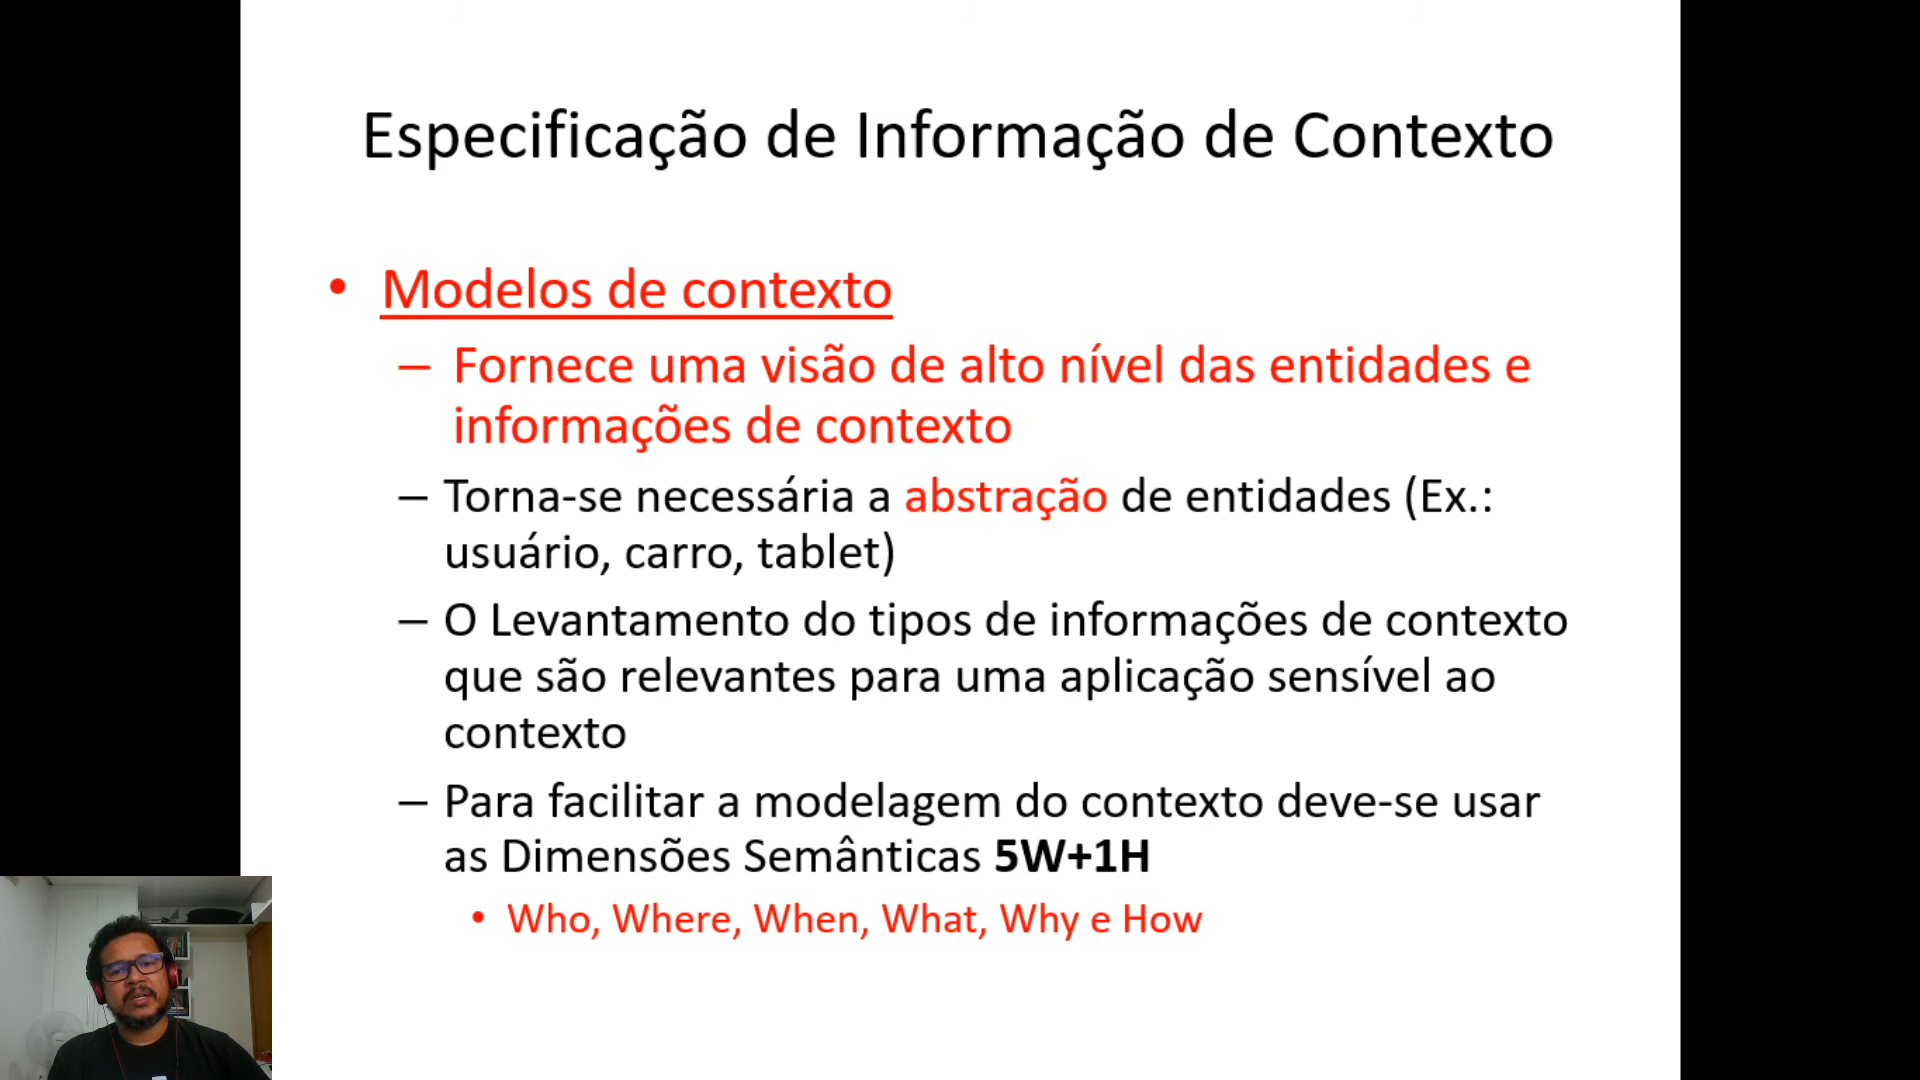 Especificação de Informação de Contexto
• Modelos de contexto
– Fornece uma visão de alto nível das entidades e
informações de contexto
– Torna-se necessária a abstração de entidades (Ex.:
usuário, carro, tablet)
– O Levantamento do tipos de informações de contexto
que são relevantes para uma aplicação sensível ao
contexto
– Para facilitar a modelagem do contexto deve-se usar
as Dimensões Semânticas 5W+1H
• Who, Where, When, What, Why e How